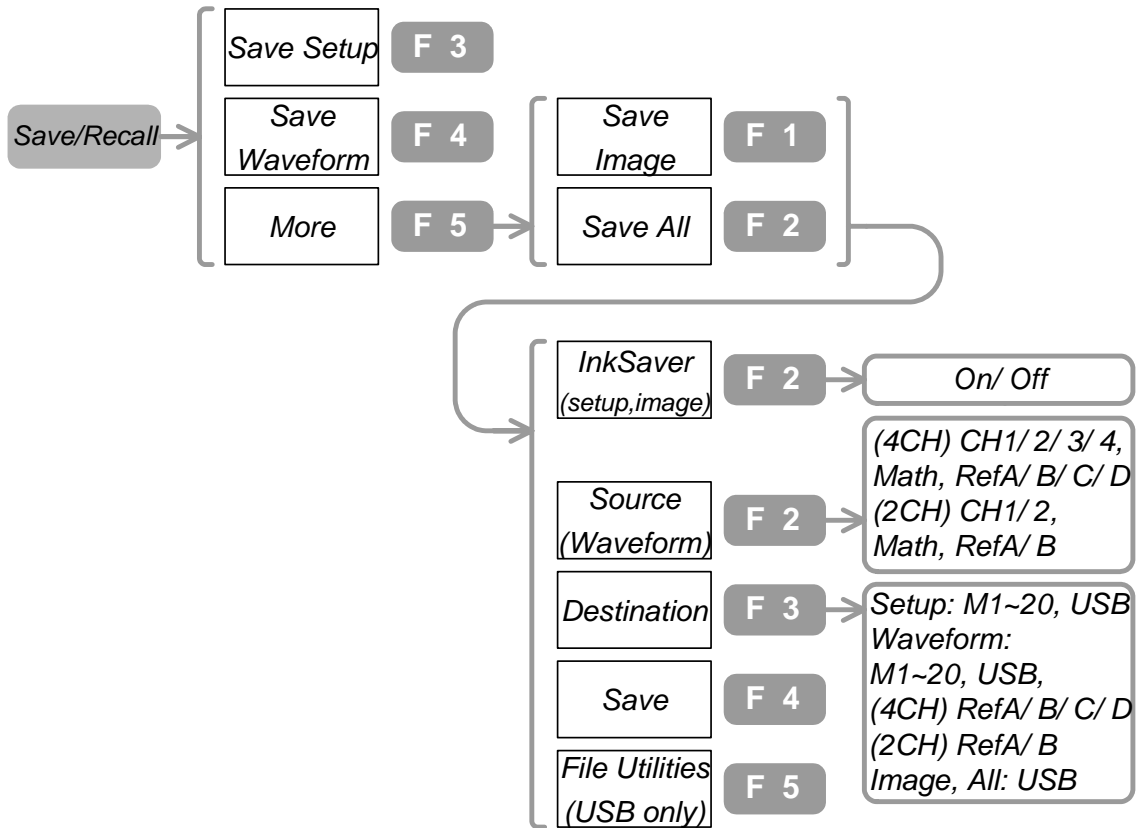 Save/Recall
Save Setup F 3
Save
Waveform F 4
More F 5
Save
Image F 1
Save All F 2
InkSaver
(setup,image) F 2
On/ Off
Source
(Waveform) F 2
(4CH) CH1/ 2/ 3/ 4,
Math, RefA/ B/ C/ D
(2CH) CH1/ 2,
Math, RefA/ B
Destination F 3
Setup: M1~20, USB
Waveform:
M1~20, USB,
(4CH) RefA/ B/ C/ D
(2CH) RefA/ B
Image, All: USB
Save F 4
File Utilities
(USB only) F 5